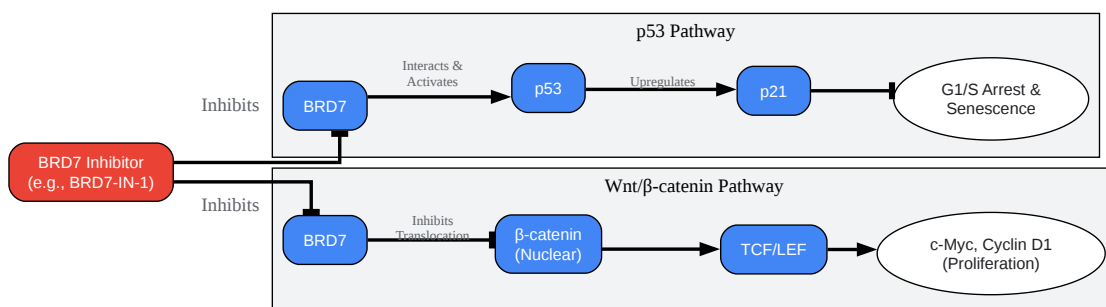 p53 Pathway
Interacts &
Activates
Upregulates
Inhibits
BRD7
p53
p21
G1/S Arrest &
Senescence
BRD7 Inhibitor
(e.g., BRD7-IN-1)
Wnt/β-catenin Pathway
Inhibits
Inhibits
Translocation
BRD7
β-catenin
(Nuclear)
TCF/LEF
c-Myc, Cyclin D1
(Proliferation)